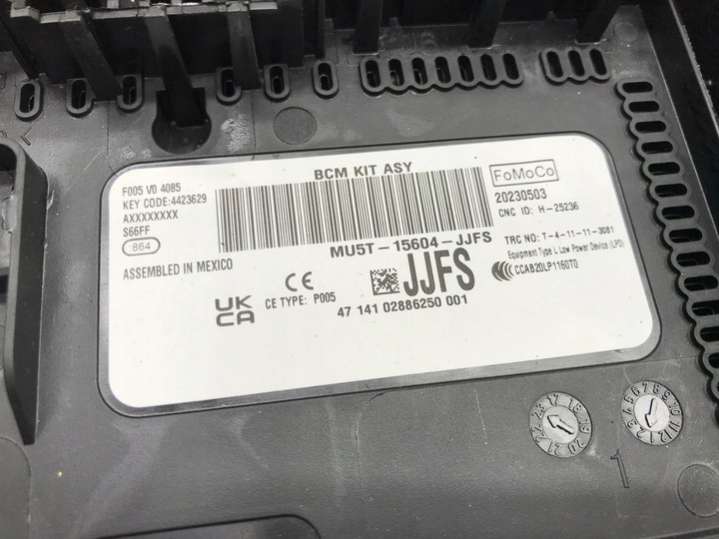 BCM KIT ASY
FoMoCo
F005 V0 4085
KEY CODE:4423629
AXXXXXXXX
S66FF
864
ASSEMBLED IN MEXICO
MU5T-15604-JJFS
JJFS
20230503
CNC ID: H-25236
TRC NO: T-4-11-11-3081
Equipment Type: Low Power Device (LPD)
CCAB20LP1160T0
UK
CA
CE
CE TYPE: P005
47 141 02886250 001
1